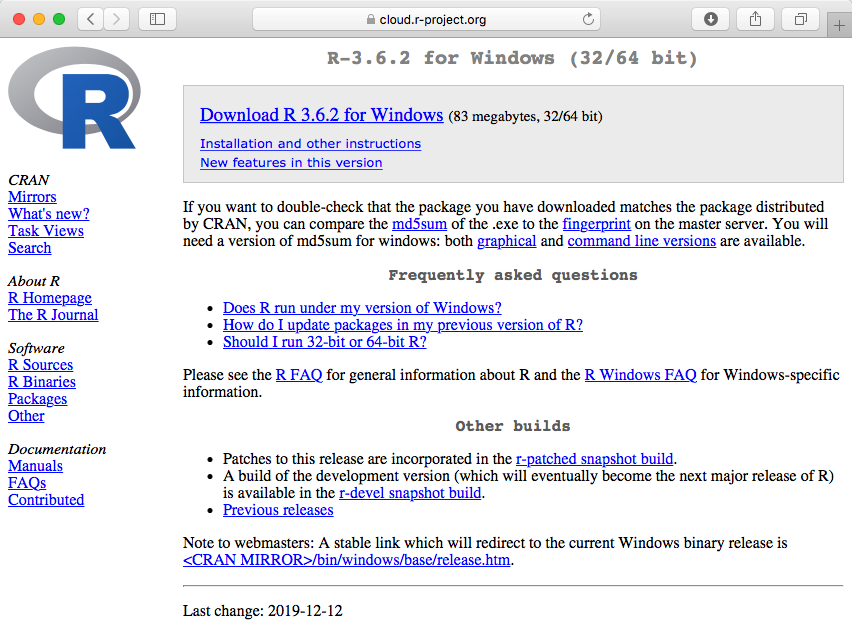 cloud.r-project.org
R
CRAN
Mirrors
What's new?
Task Views
Search
About R
R Homepage
The R Journal
Software
R Sources
R Binaries
Packages
Other
Documentation
Manuals
FAQs
Contributed
R-3.6.2 for Windows (32/64 bit)
Download R 3.6.2 for Windows (83 megabytes, 32/64 bit)
Installation and other instructions
New features in this version
If you want to double-check that the package you have downloaded matches the package distributed
by CRAN, you can compare the md5sum of the .exe to the fingerprint on the master server. You will
need a version of md5sum for windows: both graphical and command line versions are available.
Frequently asked questions
• Does R run under my version of Windows?
• How do I update packages in my previous version of R?
• Should I run 32-bit or 64-bit R?
Please see the R FAQ for general information about R and the R Windows FAQ for Windows-specific
information.
Other builds
• Patches to this release are incorporated in the r-patched snapshot build.
• A build of the development version (which will eventually become the next major release of R)
is available in the r-devel snapshot build.
• Previous releases
Note to webmasters: A stable link which will redirect to the current Windows binary release is
<CRAN MIRROR>/bin/windows/base/release.htm.
Last change: 2019-12-12